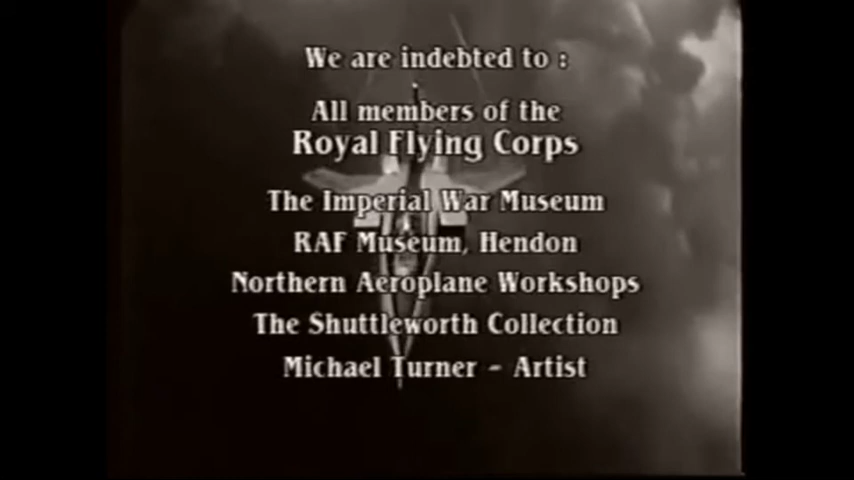 We are indebted to :
All members of the
Royal Flying Corps
The Imperial War Museum
RAF Museum, Hendon
Northern Aeroplane Workshops
The Shuttleworth Collection
Michael Turner - Artist